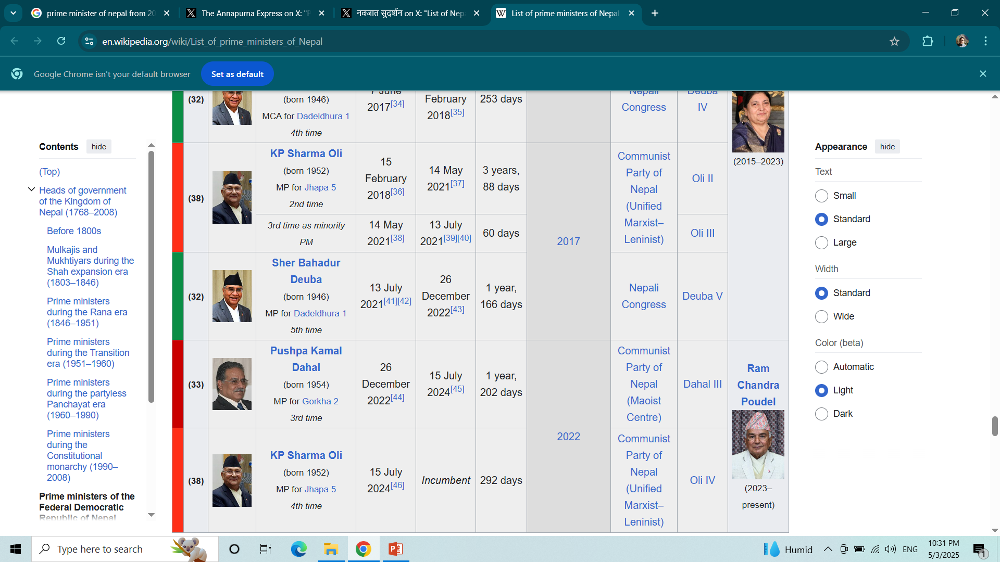 prime minister of nepal from 20
The Annapurna Express on X: "P
नवजात सुदर्शन on X: "List of Nep
List of prime ministers of Nepal
en.wikipedia.org/wiki/List_of_prime_ministers_of_Nepal
Google Chrome isn't your default browser
Set as default
Contents
hide
(Top)
Heads of government
of the Kingdom of
Nepal (1768–2008)
Before 1800s
Mulkajis and
Mukhtiyars during the
Shah expansion era
(1803–1846)
Prime ministers
during the Rana era
(1846–1951)
Prime ministers
during the Transition
era (1951–1960)
Prime ministers
during the partyless
Panchayat era
(1960–1990)
Prime ministers
during the
Constitutional
monarchy (1990–
2008)
Prime ministers of the
Federal Democratic
Republic of Nepal
(32)
(born 1946)
MCA for Dadeldhura 1
4th time
7 June
2017[34]
February
2018[35]
253 days
Nepali
Congress
Deuba
IV
(2015–2023)
(38)
KP Sharma Oli
(born 1952)
MP for Jhapa 5
2nd time
15
February
2018[36]
14 May
2021[37]
3 years,
88 days
2017
Communist
Party of
Nepal
(Unified
Marxist–
Leninist)
Oli II
3rd time as minority
PM
14 May
2021[38]
13 July
2021[39][40]
60 days
Oli III
(32)
Sher Bahadur
Deuba
(born 1946)
MP for Dadeldhura 1
5th time
13 July
2021[41][42]
26
December
2022[43]
1 year,
166 days
Nepali
Congress
Deuba V
(33)
Pushpa Kamal
Dahal
(born 1954)
MP for Gorkha 2
3rd time
26
December
2022[44]
15 July
2024[45]
1 year,
202 days
2022
Communist
Party of
Nepal
(Maoist
Centre)
Dahal III
Ram
Chandra
Poudel
(2023–
present)
(38)
KP Sharma Oli
(born 1952)
MP for Jhapa 5
4th time
15 July
2024[46]
Incumbent
292 days
Communist
Party of
Nepal
(Unified
Marxist–
Leninist)
Oli IV
Appearance
hide
Text
Small
Standard
Large
Width
Standard
Wide
Color (beta)
Automatic
Light
Dark
Type here to search
Humid
ENG
10:31 PM
5/3/2025
1